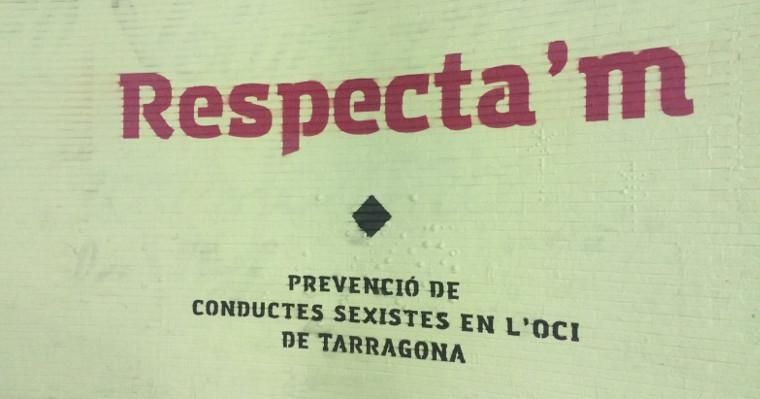 Respecta'm
PREVENCIÓ DE
CONDUCTES SEXISTES EN L'OCI
DE TARRAGONA